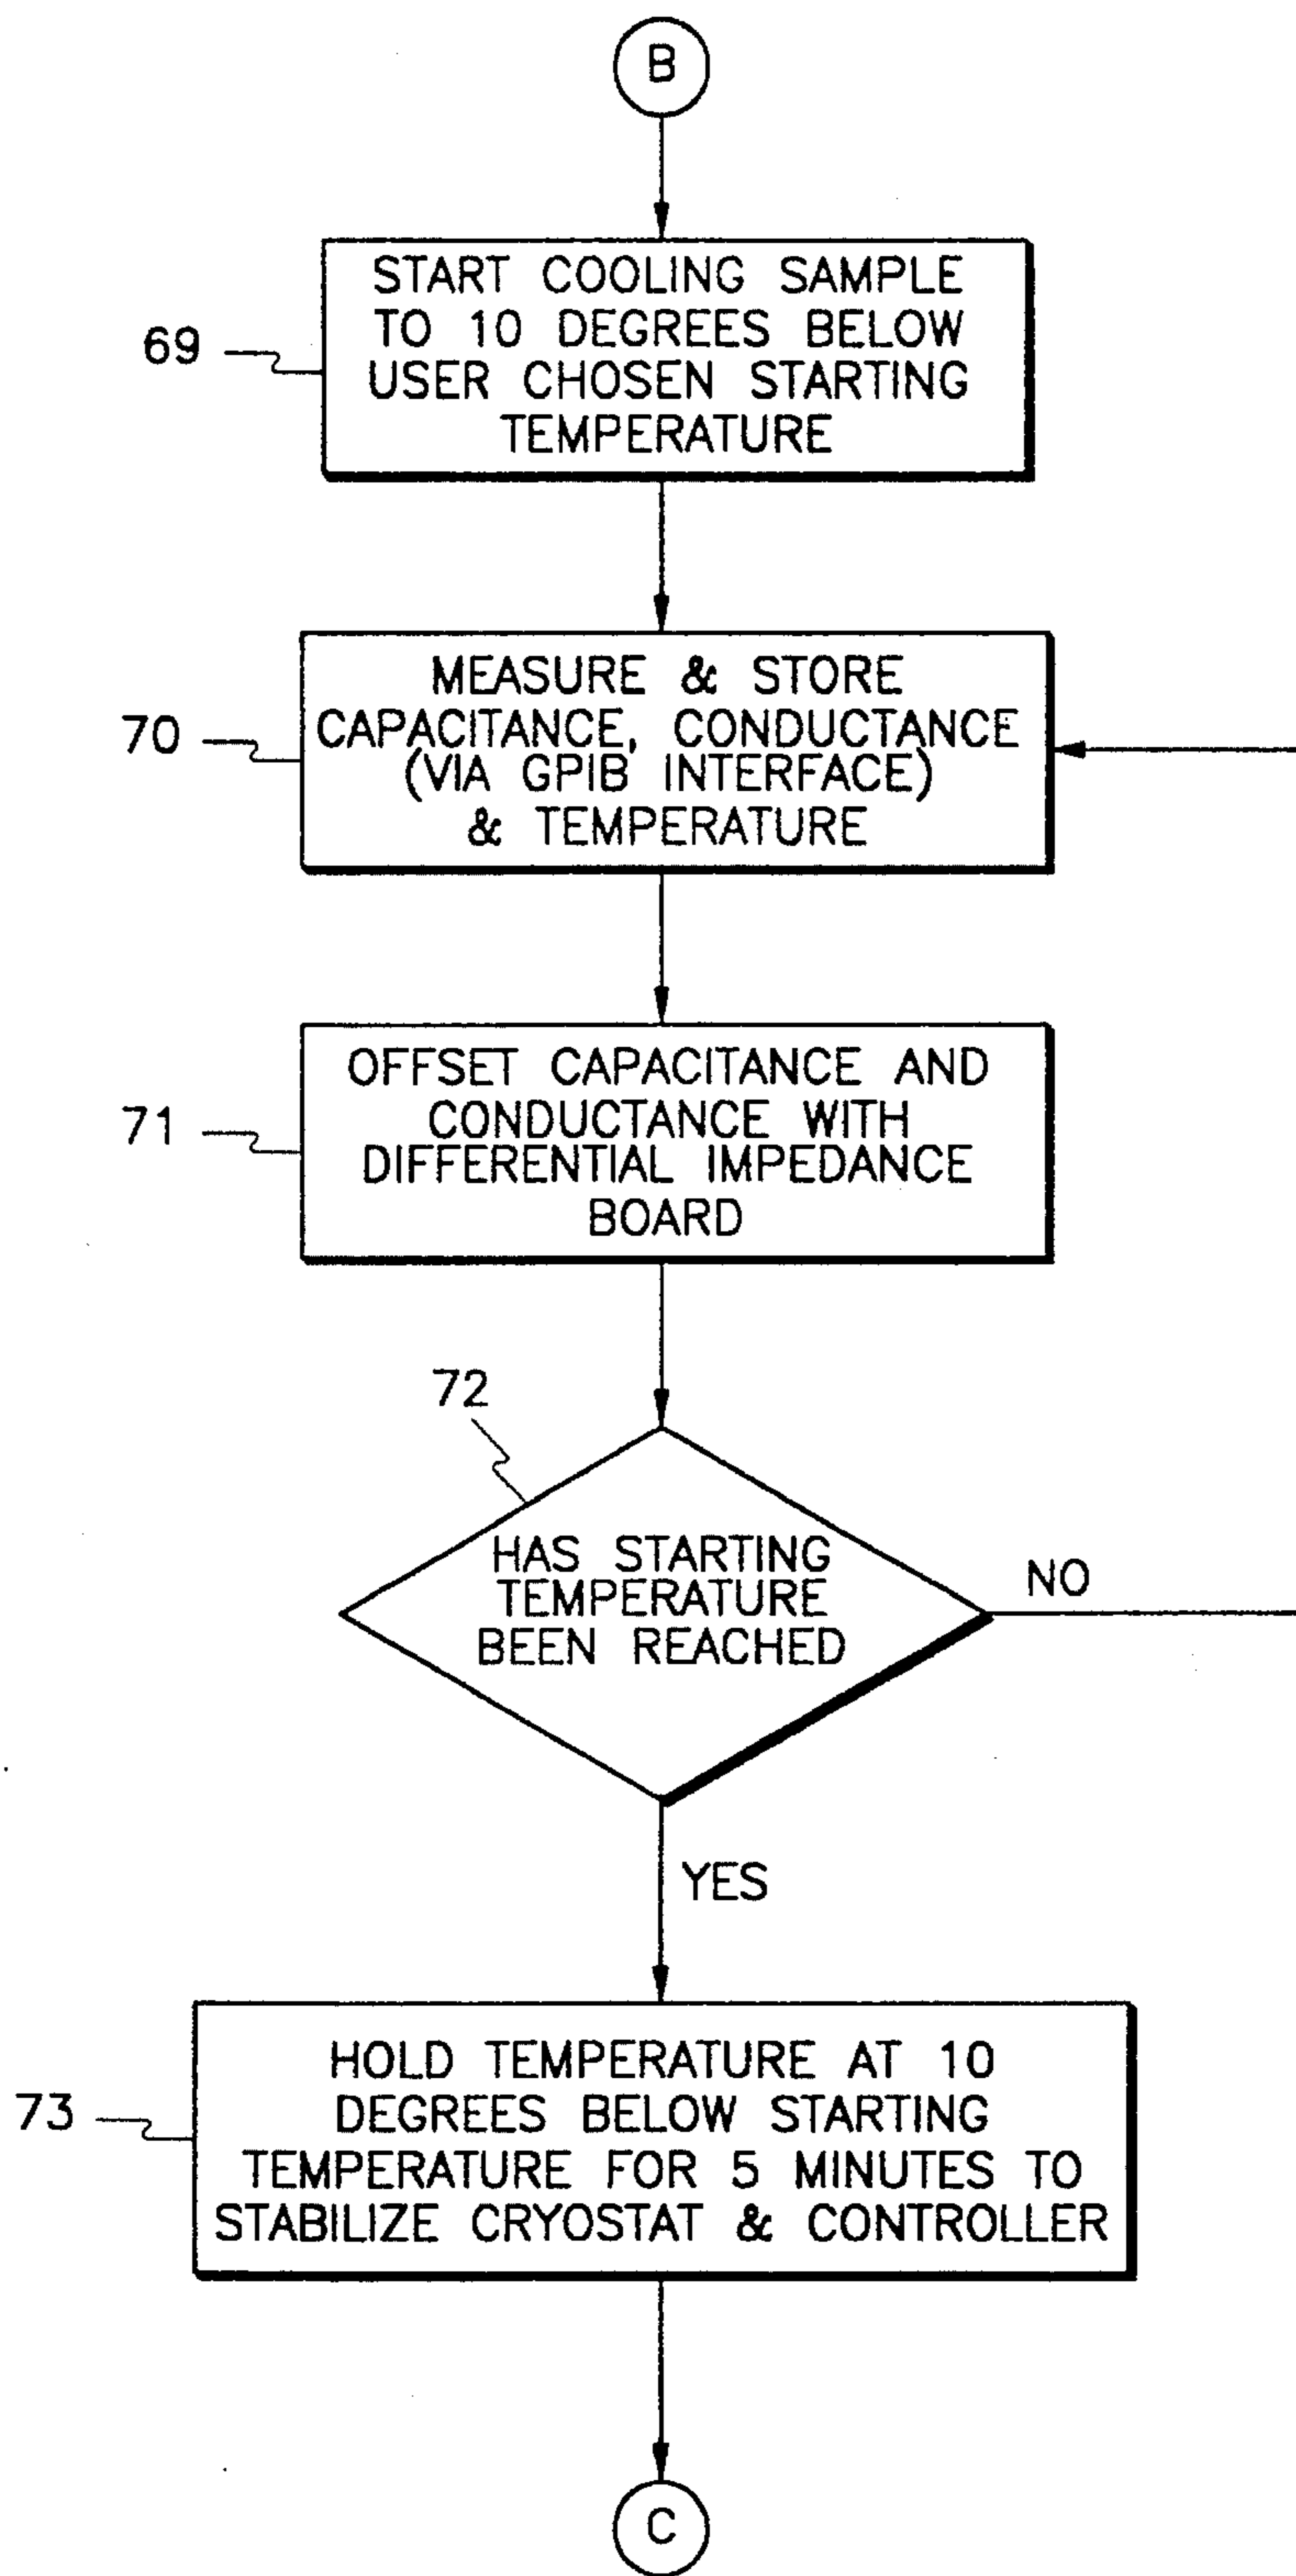 B
START COOLING SAMPLE
TO 10 DEGREES BELOW
USER CHOSEN STARTING
TEMPERATURE
69
MEASURE & STORE
CAPACITANCE, CONDUCTANCE
(VIA GPIB INTERFACE)
& TEMPERATURE
70
OFFSET CAPACITANCE AND
CONDUCTANCE WITH
DIFFERENTIAL IMPEDANCE
BOARD
71
72
HAS STARTING
TEMPERATURE
BEEN REACHED
NO
YES
HOLD TEMPERATURE AT 10
DEGREES BELOW STARTING
TEMPERATURE FOR 5 MINUTES TO
STABILIZE CRYOSTAT & CONTROLLER
73
C